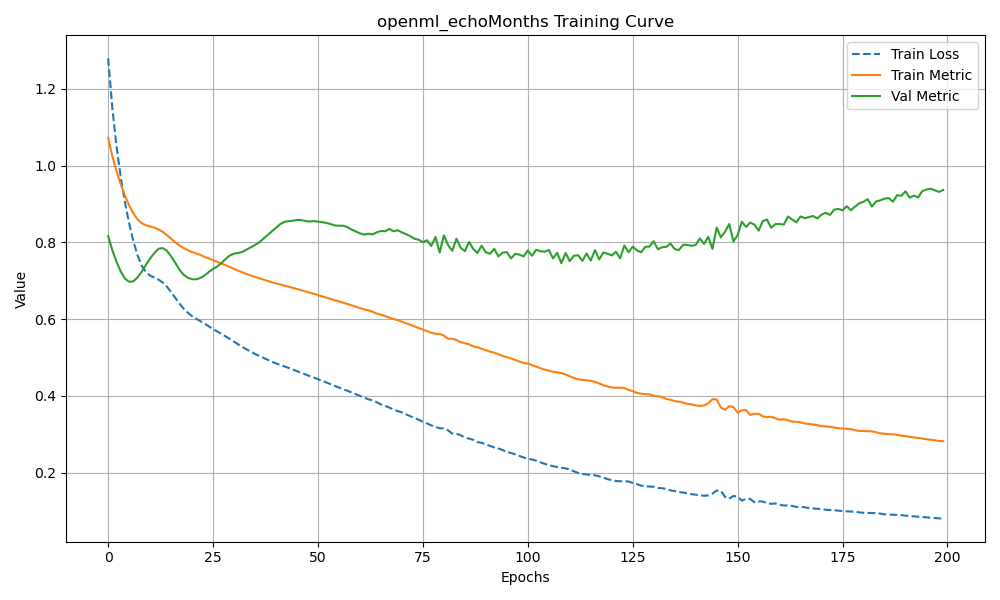 openml_echoMonths Training Curve
Train Loss
Train Metric
Val Metric
Value
1.2
1.0
0.8
0.6
0.4
0.2
0 25 50 75 100 125 150 175 200
Epochs